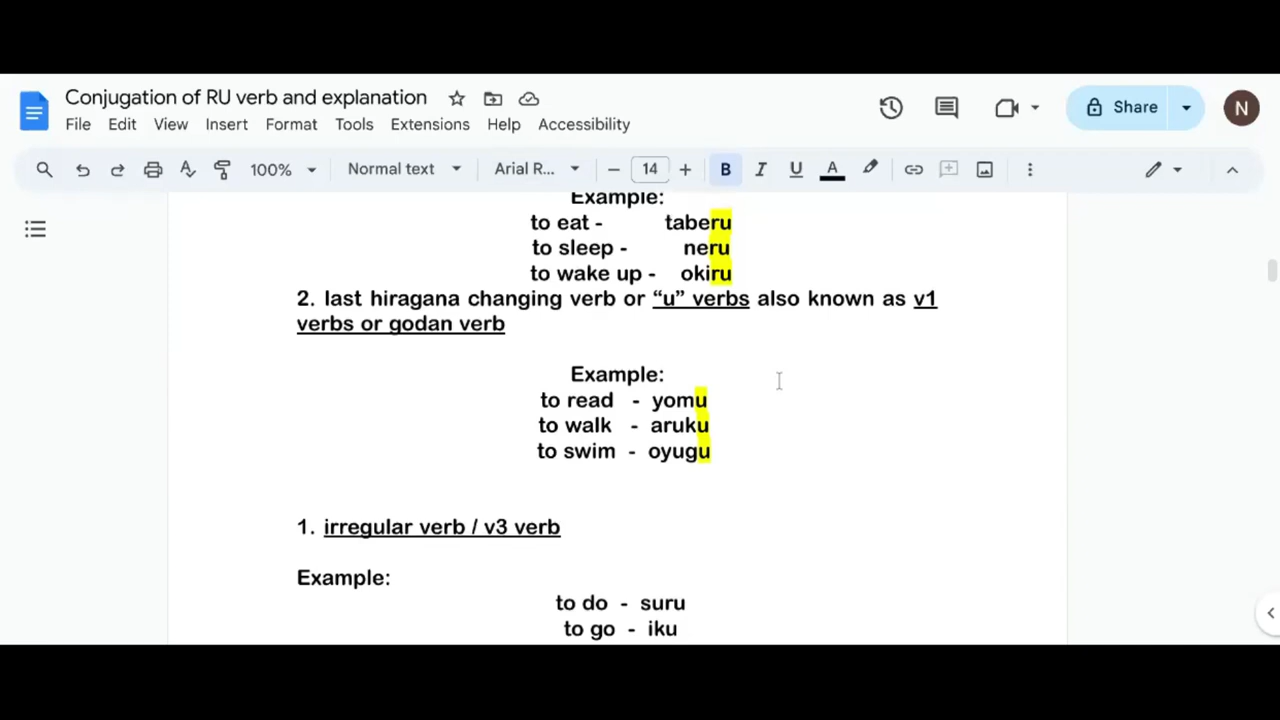 Conjugation of RU verb and explanation
File Edit View Insert Format Tools Extensions Help Accessibility
Share
N
100% Normal text Arial R... 14 B I U A
Example:
to eat - taberu
to sleep - neru
to wake up - okiru
2. last hiragana changing verb or “u” verbs also known as v1
verbs or godan verb
Example:
to read - yomu
to walk - aruku
to swim - oyugu
1. irregular verb / v3 verb
Example:
to do - suru
to go - iku